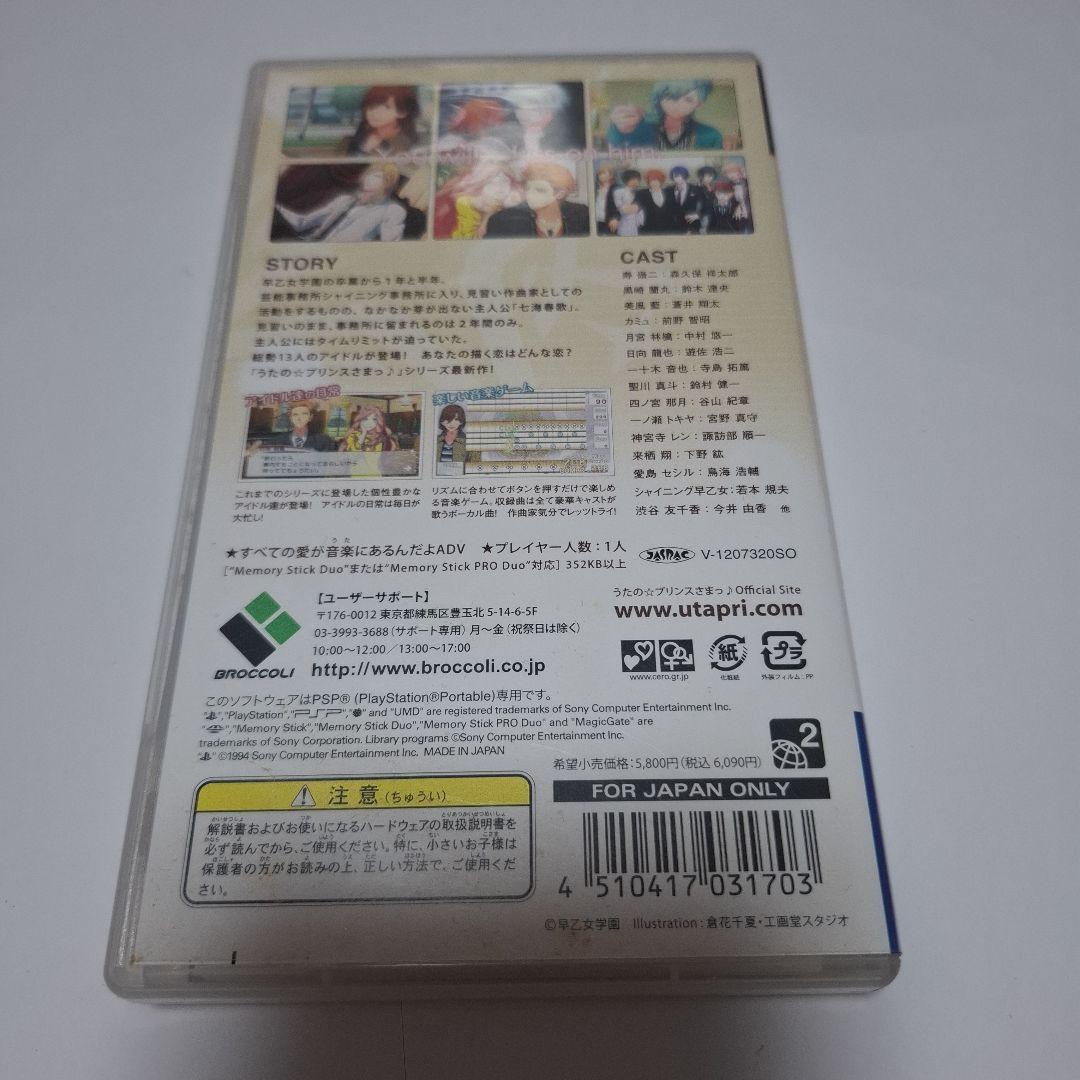 STORY
早乙女学園の卒業から1年と半年。
芸能事務所シャイニング事務所に入り、見習い作曲家としての
活動をするものの、なかなか芽が出ない主人公「七海春歌」。
見習いのまま、事務所に留まれるのは2年間のみ。
主人公にはタイムリミットが迫っていた。
総勢13人のアイドルが登場! あなたの描く恋はどんな恋?
「うたの☆プリンスさまっ♪」シリーズ最新作!
CAST
寿 嶺二:森久保 祥太郎
黒崎 蘭丸:鈴木 達央
美風 藍:蒼井 翔太
カミュ:前野 智昭
月宮 林檎:中村 悠一
日向 龍也:遊佐 浩二
一十木 音也:寺島 拓篤
聖川 真斗:鈴村 健一
四ノ宮 那月:谷山 紀章
一ノ瀬 トキヤ:宮野 真守
神宮寺 レン:諏訪部 順一
来栖 翔:下野 紘
愛島 セシル:鳥海 浩輔
シャイニング早乙女:若本 規夫
渋谷 友千香:今井 由香 他
アイドル達の日常
楽しい音楽ゲーム
これまでのシリーズに登場した個性豊かな
アイドル達が登場! アイドルの日常は毎日が
大忙し!
リズムに合わせてボタンを押すだけで楽しめ
る音楽ゲーム。収録曲は全て豪華キャストが
歌うボーカル曲! 作曲家気分でレッツトライ!
うた
★すべての愛が音楽にあるんだよADV ★プレイヤー人数:1人
["Memory Stick Duo"または"Memory Stick PRO Duo"対応] 352KB以上
JASRAC V-1207320SO
BROCCOLI
【ユーザーサポート】
〒176-0012 東京都練馬区豊玉北 5-14-6-5F
03-3993-3688(サポート専用) 月〜金(祝祭日は除く)
10:00〜12:00/13:00〜17:00
http://www.broccoli.co.jp
うたの☆プリンスさまっ♪Official Site
www.utapri.com
www.cero.gr.jp
紙
化粧紙
プラ
外装フィルム:PP
このソフトウェアはPSP® (PlayStation®Portable)専用です。
"PlayStation","PSP", and "UMD" are registered trademarks of Sony Computer Entertainment Inc.
"Memory Stick","Memory Stick Duo","Memory Stick PRO Duo" and "MagicGate" are
trademarks of Sony Corporation. Library programs ©Sony Computer Entertainment Inc.
©1994 Sony Computer Entertainment Inc. MADE IN JAPAN
2
希望小売価格:5,800円(税込 6,090円)
FOR JAPAN ONLY
注意(ちゅうい)
解説書およびお使いになるハードウェアの取扱説明書を
必ず読んでから、ご使用ください。特に、小さいお子様は
保護者の方がお読みの上、正しい方法で、ご使用くだ
さい。
4 510417 031703
©早乙女学園 Illustration:倉花千夏・工画堂スタジオ